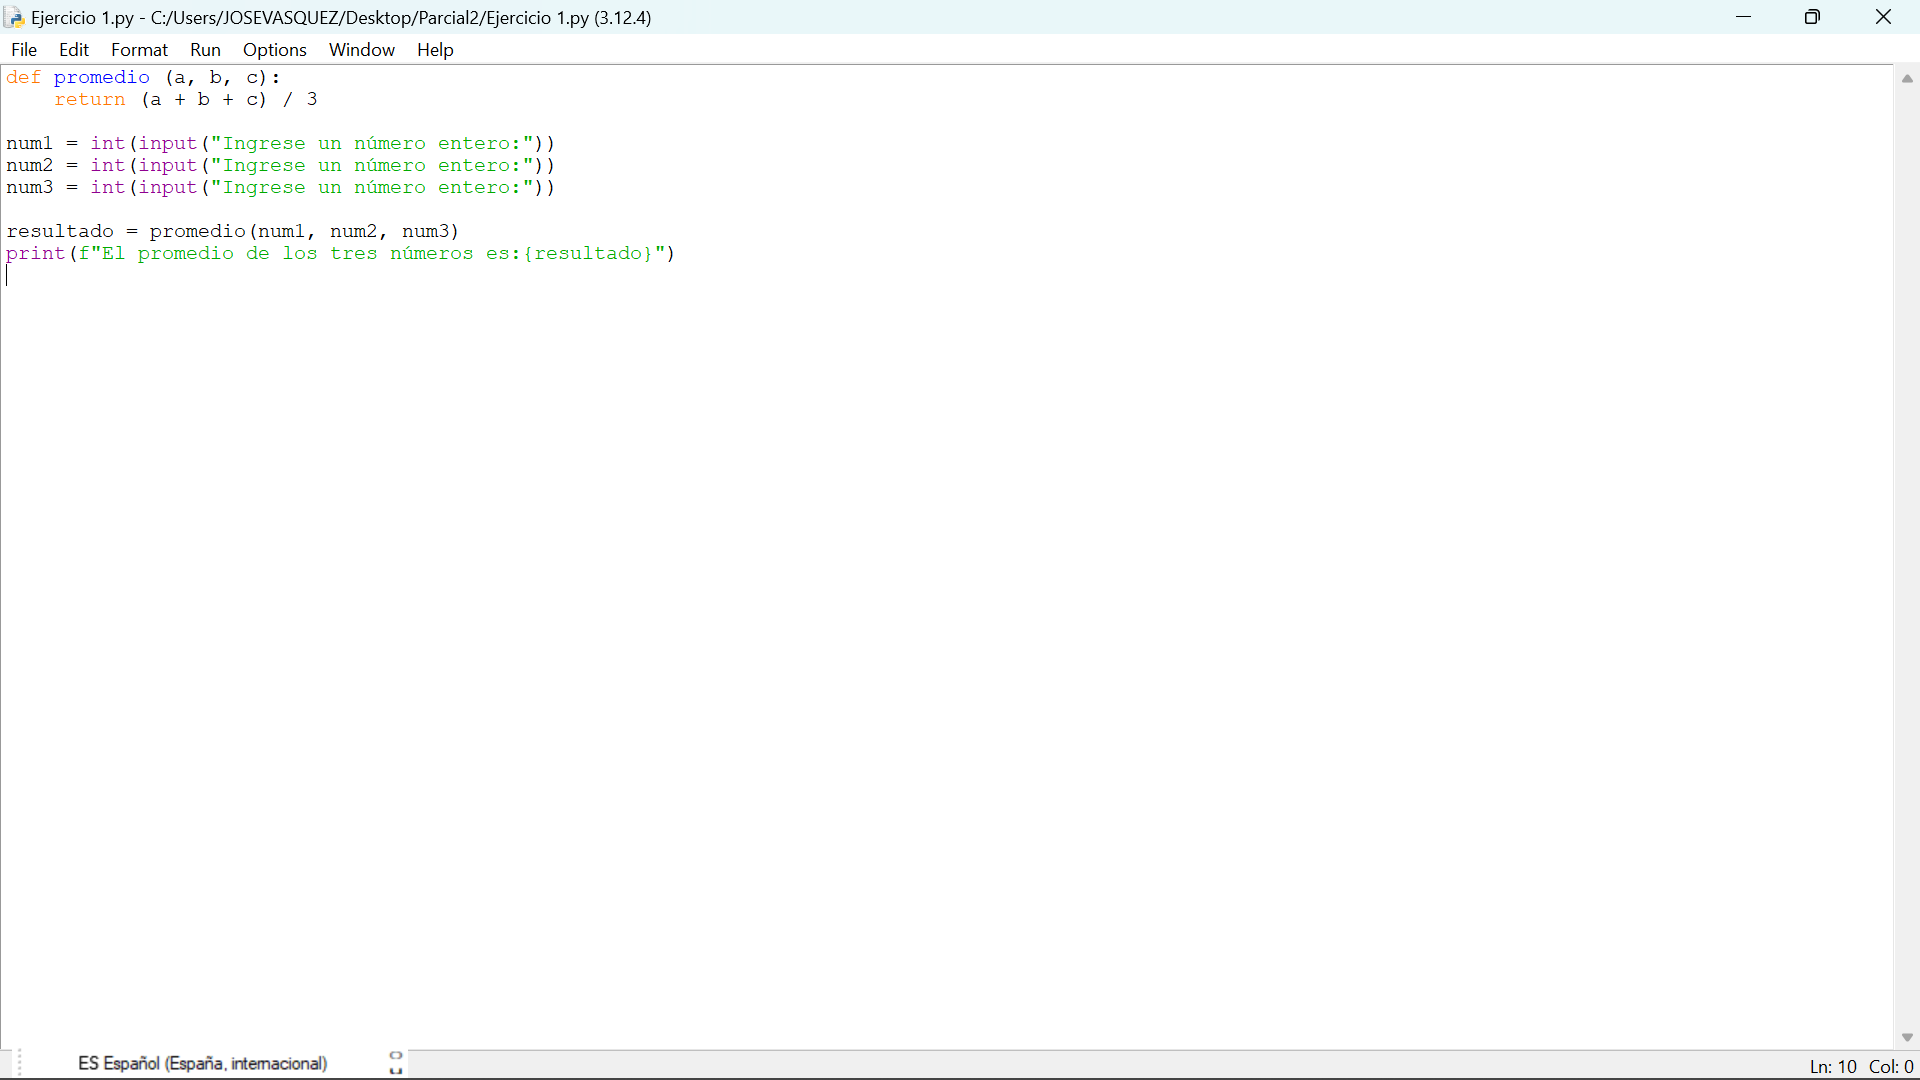 Ejercicio 1.py - C:/Users/JOSEVASQUEZ/Desktop/Parcial2/Ejercicio 1.py (3.12.4)
File Edit Format Run Options Window Help
def promedio (a, b, c):
    return (a + b + c) / 3
num1 = int(input("Ingrese un número entero:"))
num2 = int(input("Ingrese un número entero:"))
num3 = int(input("Ingrese un número entero:"))
resultado = promedio(num1, num2, num3)
print(f"El promedio de los tres números es:{resultado}")
ES Español (España, internacional)
Ln: 10 Col: 0